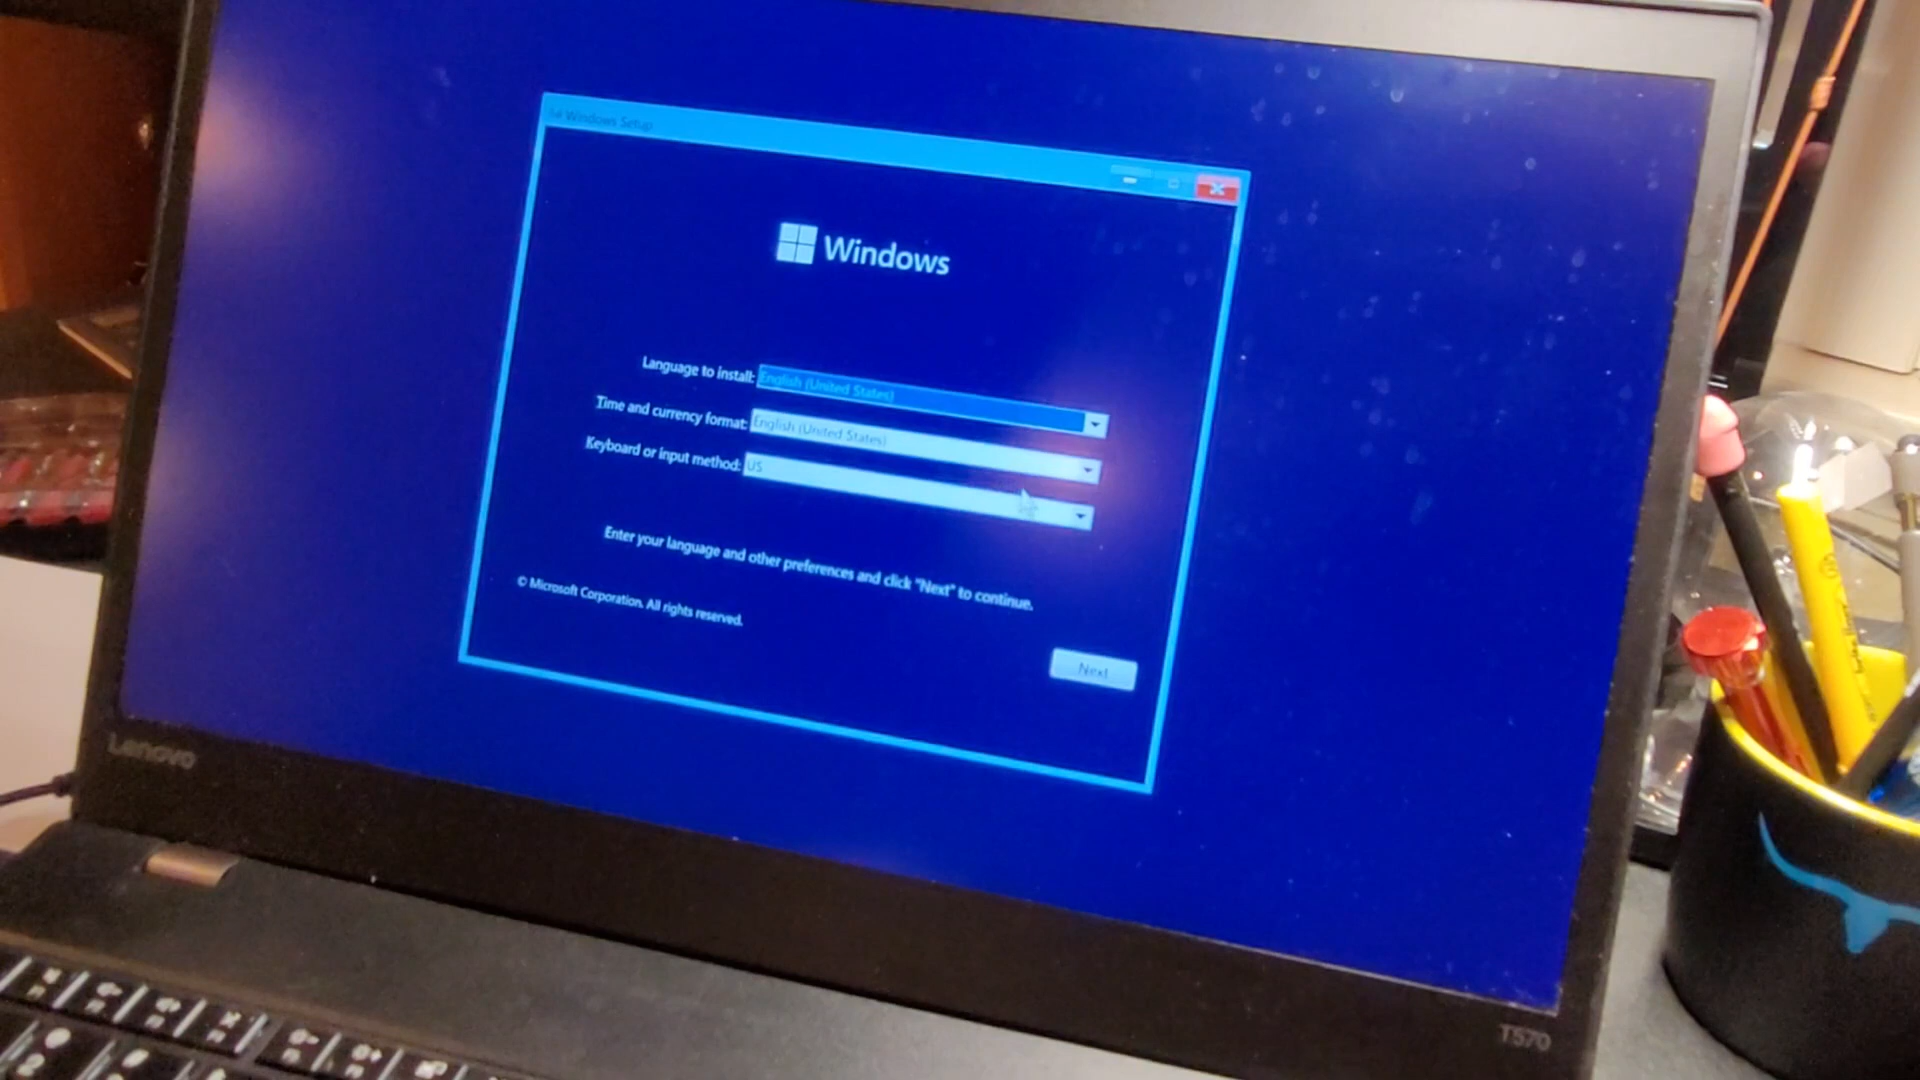 Windows Setup
Windows
Language to install: English (United States)
Time and currency format: English (United States)
Keyboard or input method: US
Enter your language and other preferences and click "Next" to continue.
© Microsoft Corporation. All rights reserved.
Next
Lenovo
T570